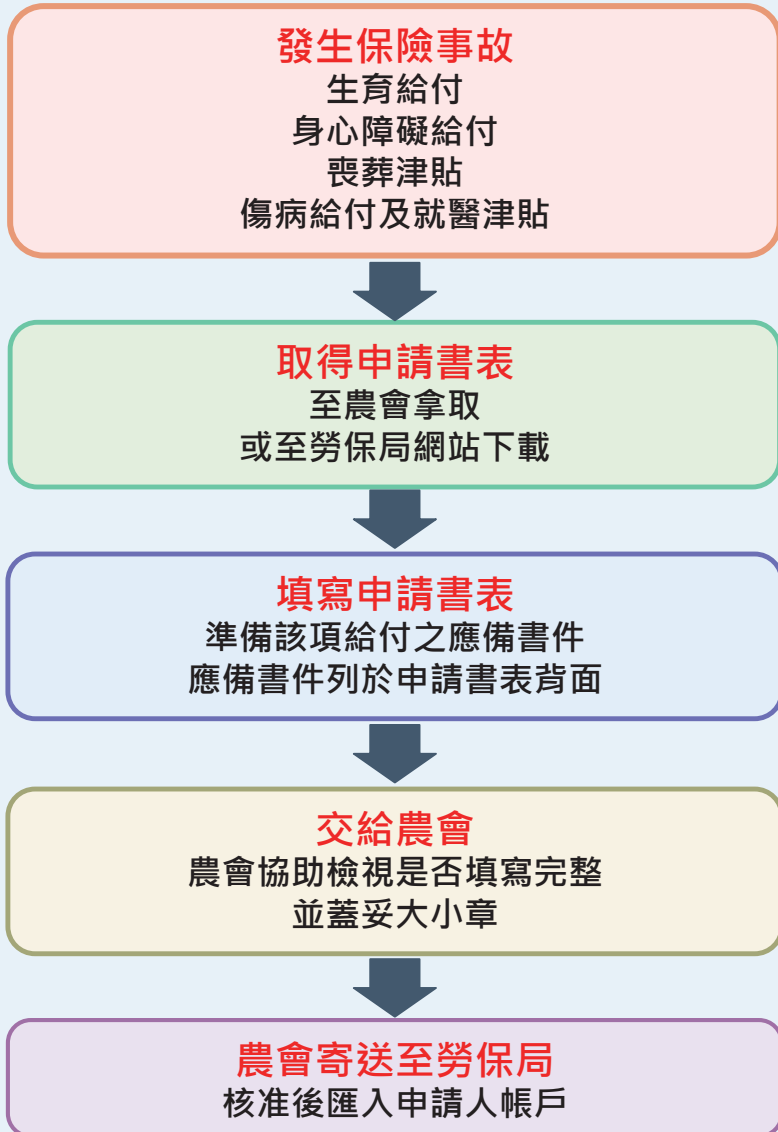 發生保險事故
生育給付
身心障礙給付
喪葬津貼
傷病給付及就醫津貼
取得申請書表
至農會拿取
或至勞保局網站下載
填寫申請書表
準備該項給付之應備書件
應備書件列於申請書表背面
交給農會
農會協助檢視是否填寫完整
並蓋妥大小章
農會寄送至勞保局
核准後匯入申請人帳戶